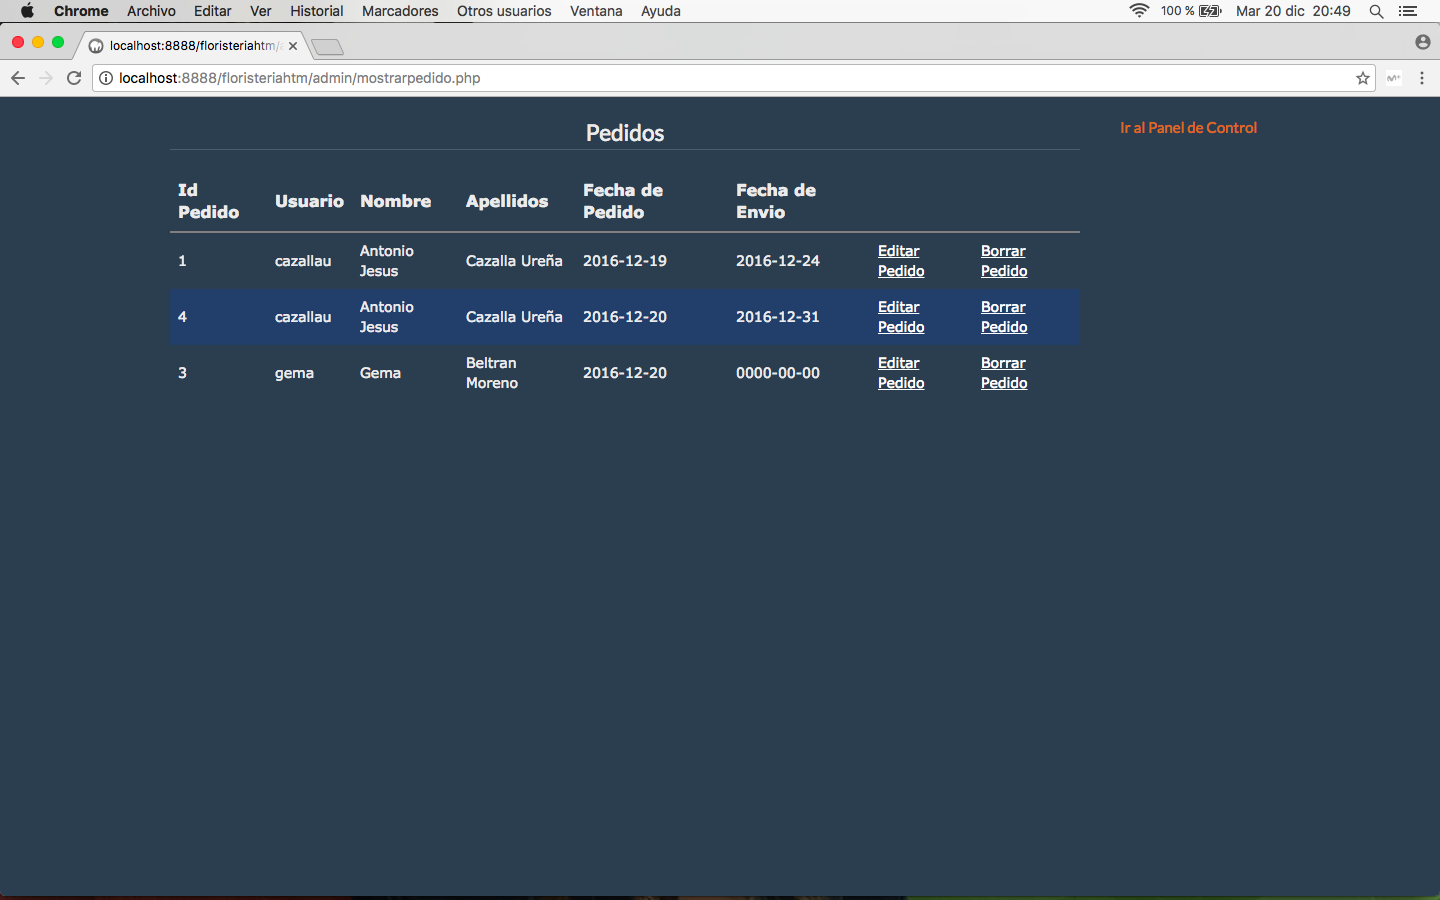 Chrome Archivo Editar Ver Historial Marcadores Otros usuarios Ventana Ayuda 100 % Mar 20 dic 20:49
localhost:8888/floristeriahtm/
localhost:8888/floristeriahtm/admin/mostrarpedido.php
Pedidos
Ir al Panel de Control
Id Pedido Usuario Nombre Apellidos Fecha de Pedido Fecha de Envio
1 cazallau Antonio Jesus Cazalla Ureña 2016-12-19 2016-12-24 Editar Pedido Borrar Pedido
4 cazallau Antonio Jesus Cazalla Ureña 2016-12-20 2016-12-31 Editar Pedido Borrar Pedido
3 gema Gema Beltran Moreno 2016-12-20 0000-00-00 Editar Pedido Borrar Pedido